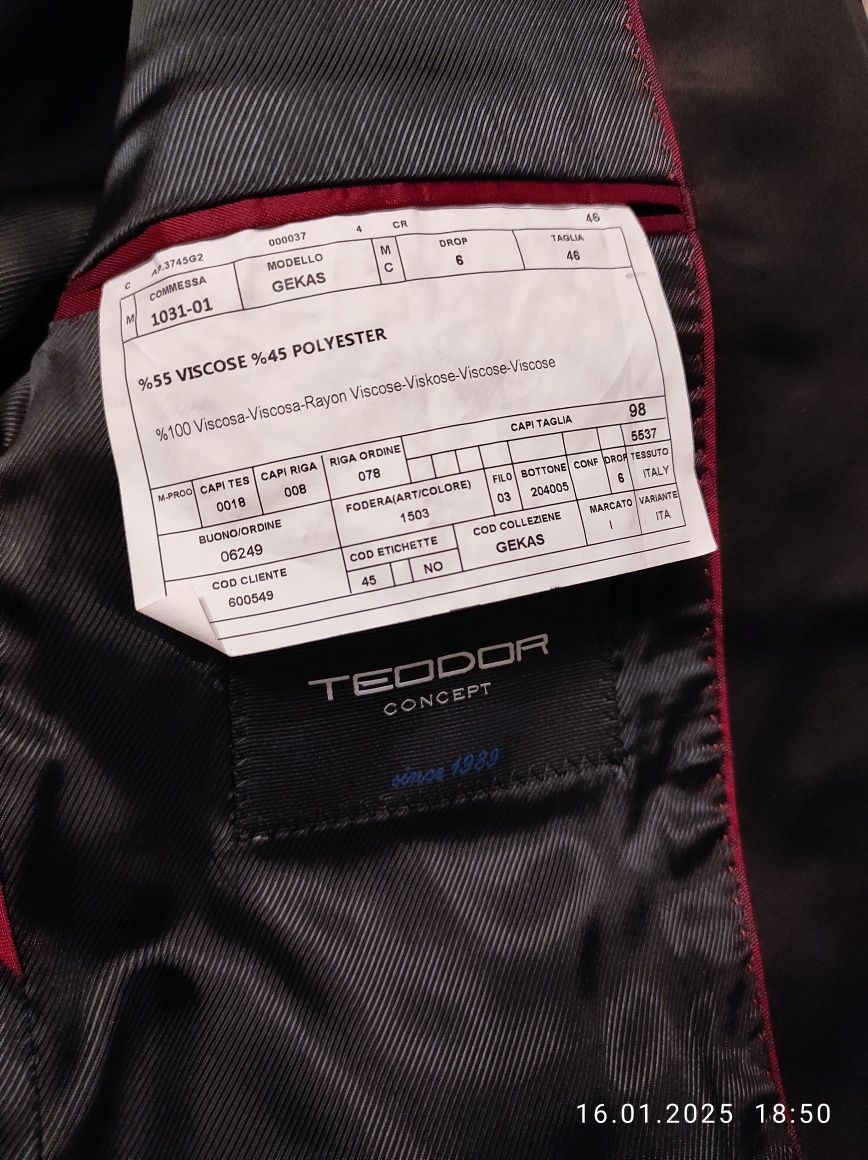 C AP.3745G2 000037 4 CR 46
M COMMESSA MODELLO M DROP TAGLIA
1031-01 GEKAS C 6 46
%55 VISCOSE %45 POLYESTER
%100 Viscosa-Viscosa-Rayon Viscose-Viskose-Viscose-Viscose
M-PROD CAPI TES CAPI RIGA RIGA ORDINE CAPI TAGLIA 98
0018 008 078 5537
BUONO/ORDINE FODERA(ART/COLORE) FILO BOTTONE CONF DROP TESSUTO
06249 1503 03 204005 6 ITALY
COD CLIENTE COD ETICHETTE COD COLLEZIENE MARCATO VARIANTE
600549 45 NO GEKAS I ITA
TEODOR
CONCEPT
since 1989
16.01.2025 18:50